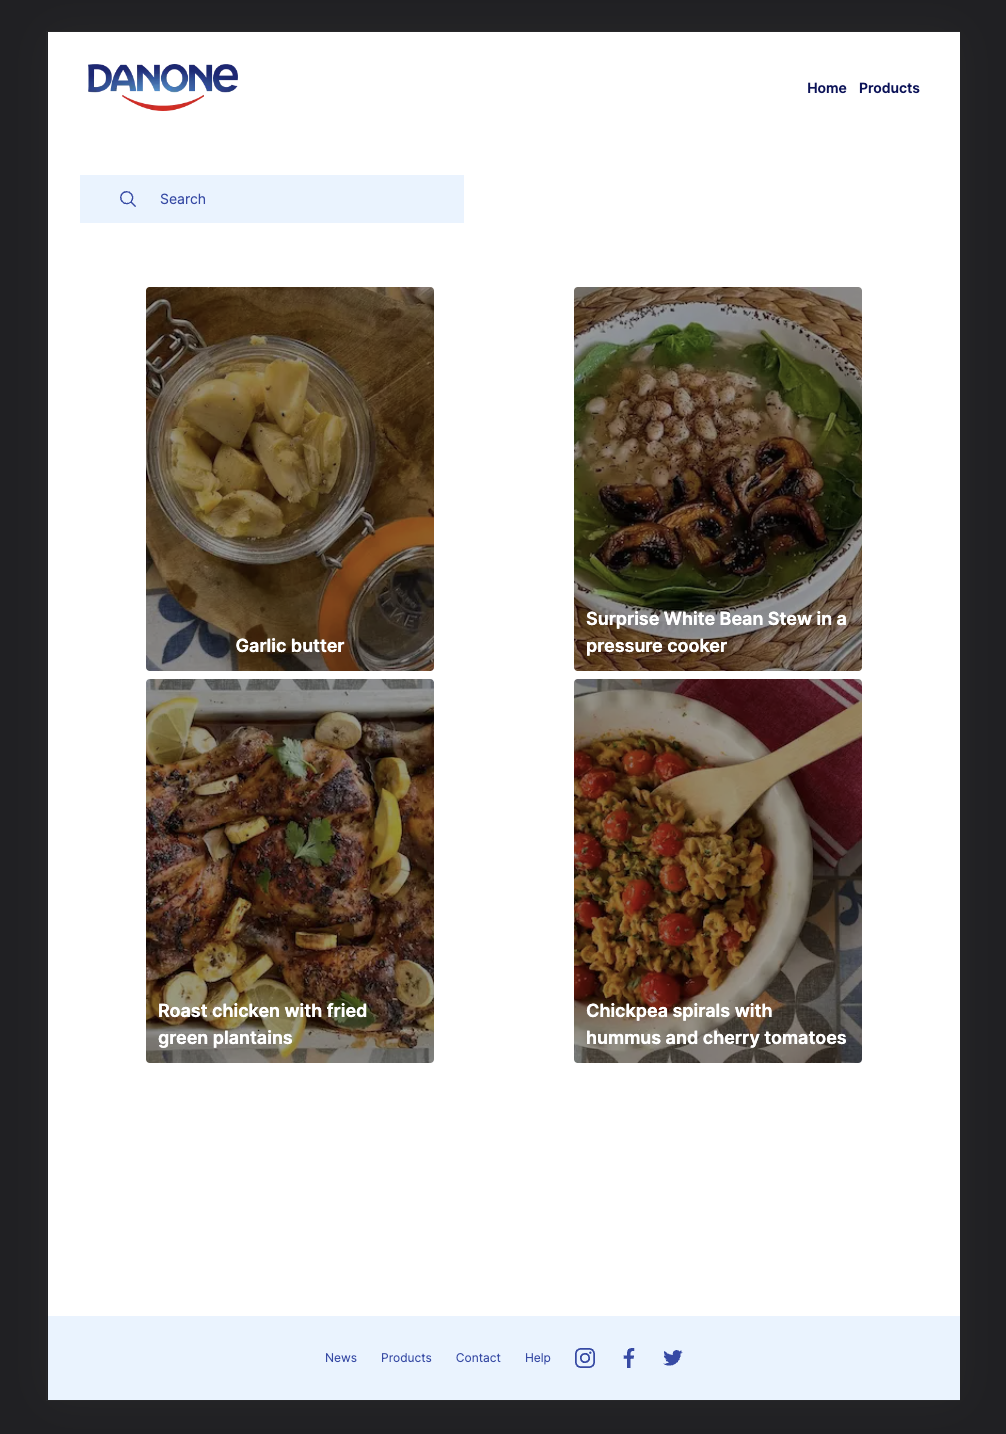 DANONE
Home Products
Search
Garlic butter
Surprise White Bean Stew in a
pressure cooker
Roast chicken with fried
green plantains
Chickpea spirals with
hummus and cherry tomatoes
News Products Contact Help